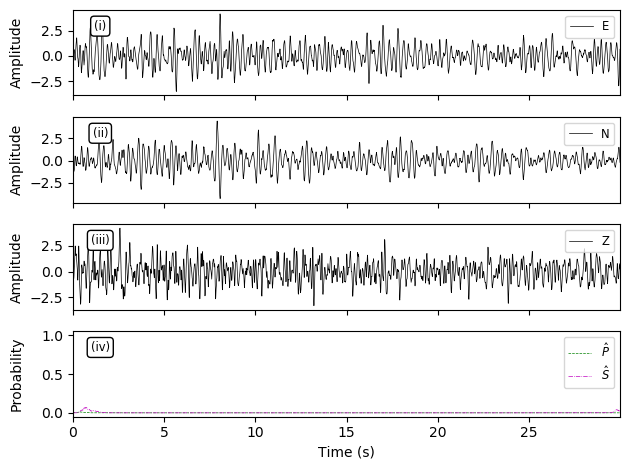 Amplitude
2.5
0.0
−2.5
(i)
E
Amplitude
2.5
0.0
−2.5
(ii)
N
Amplitude
2.5
0.0
−2.5
(iii)
Z
Probability
1.0
0.5
0.0
(iv)
P̂
Ŝ
0 5 10 15 20 25
Time (s)